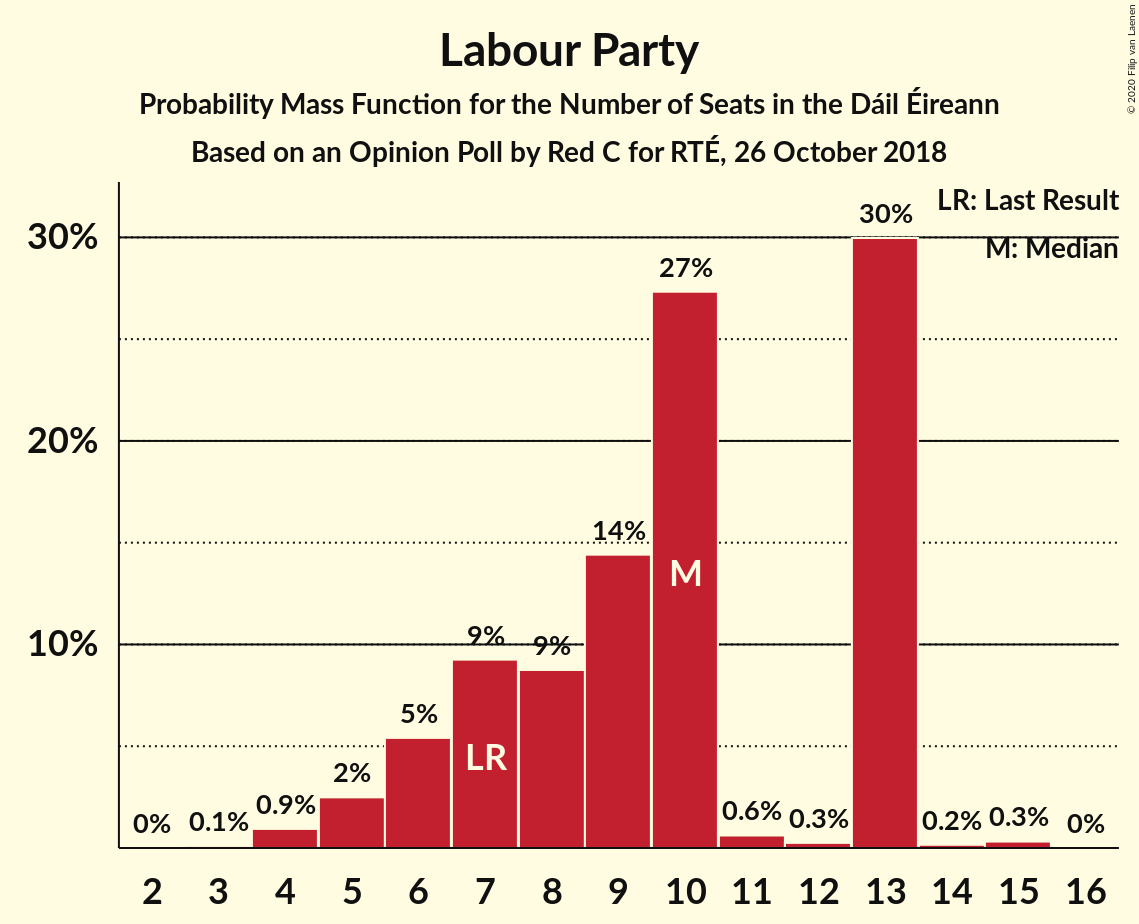 Labour Party
Probability Mass Function for the Number of Seats in the Dáil Éireann
Based on an Opinion Poll by Red C for RTÉ, 26 October 2018
© 2020 Filip van Laenen
LR: Last Result
M: Median
30%
20%
10%
0%
0.1%
0.9%
2%
5%
9%
9%
14%
27%
0.6%
0.3%
30%
0.2%
0.3%
0%
LR
M
2 3 4 5 6 7 8 9 10 11 12 13 14 15 16